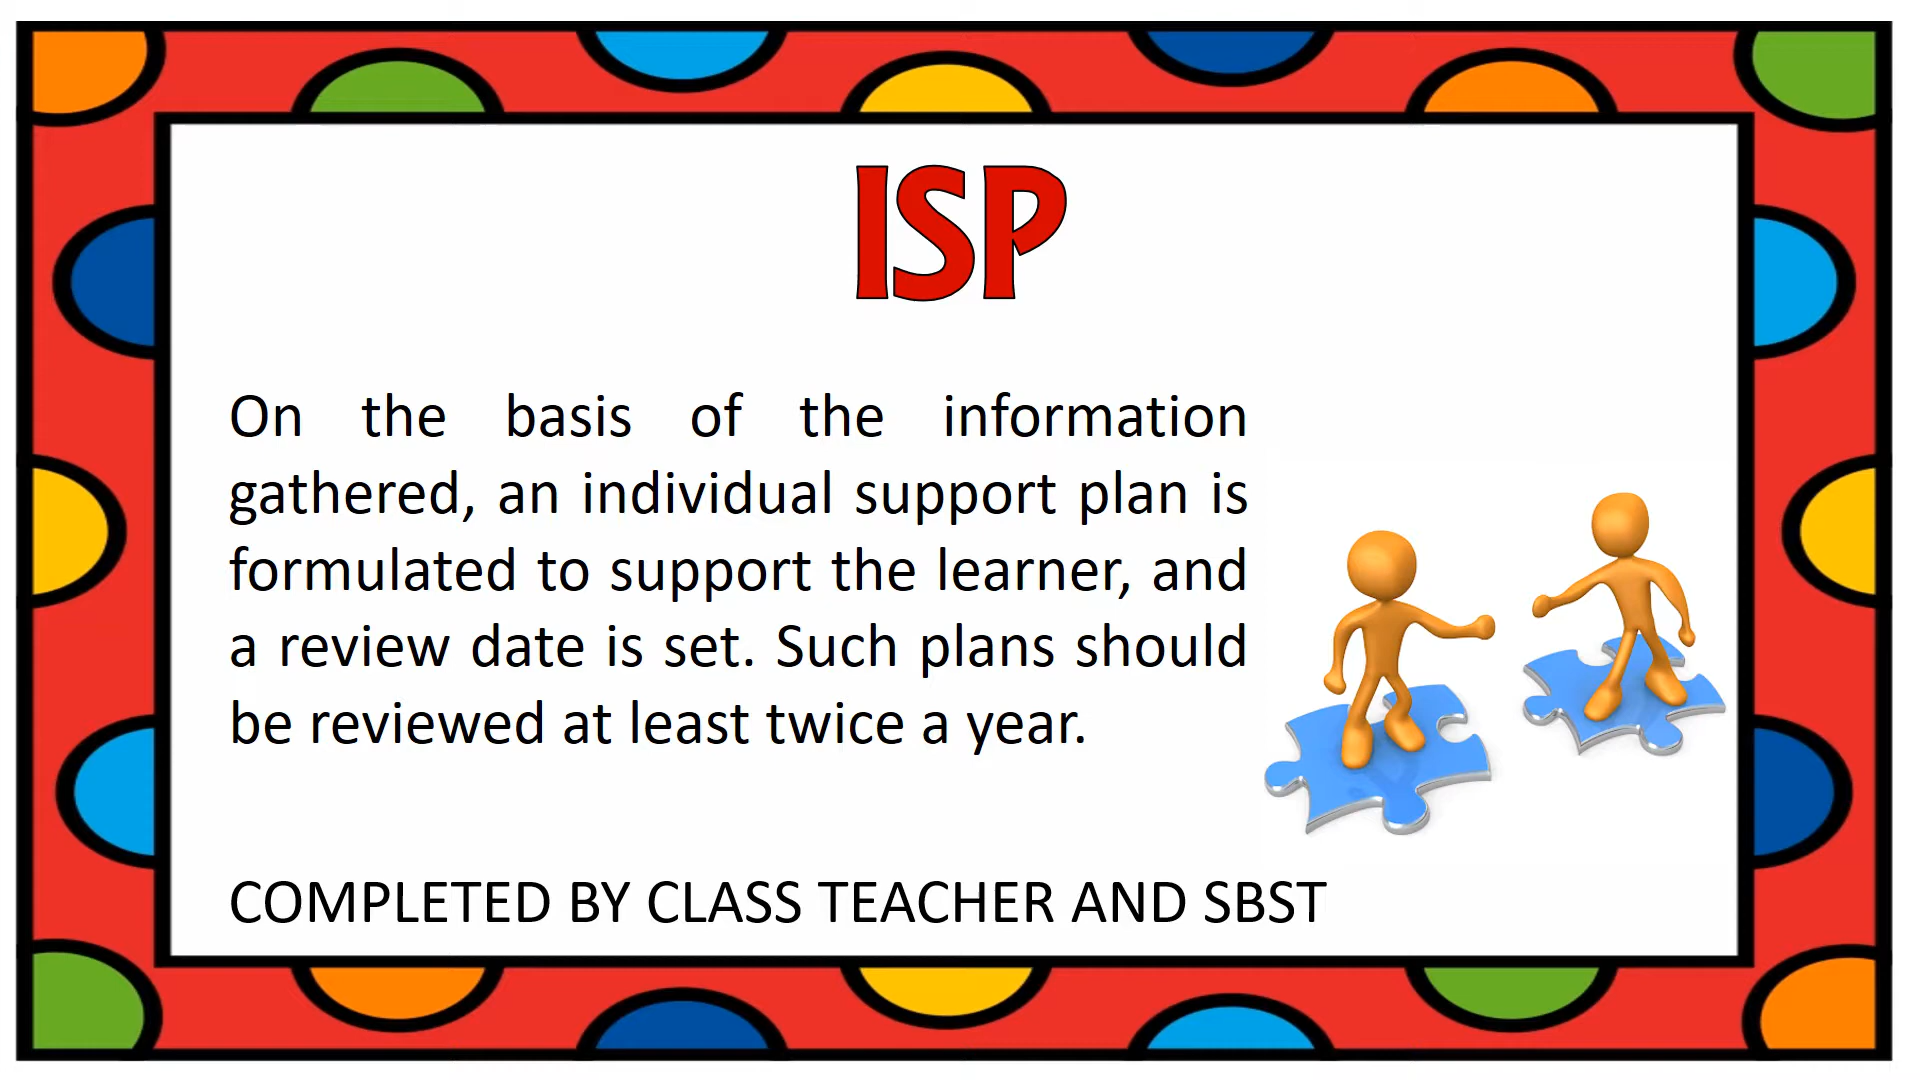 ISP
On the basis of the information
gathered, an individual support plan is
formulated to support the learner, and
a review date is set. Such plans should
be reviewed at least twice a year.
COMPLETED BY CLASS TEACHER AND SBST